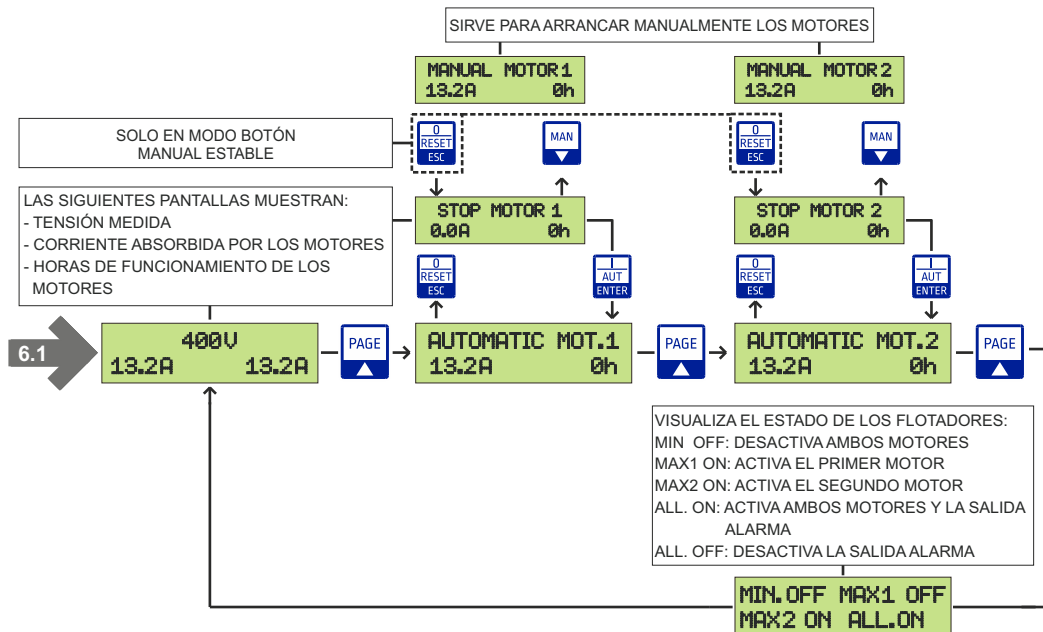 SIRVE PARA ARRANCAR MANUALMENTE LOS MOTORES
MANUAL MOTOR 1
13.2A 0h
MANUAL MOTOR 2
13.2A 0h
SOLO EN MODO BOTÓN
MANUAL ESTABLE
0
RESET
ESC
MAN
0
RESET
ESC
MAN
LAS SIGUIENTES PANTALLAS MUESTRAN:
- TENSIÓN MEDIDA
- CORRIENTE ABSORBIDA POR LOS MOTORES
- HORAS DE FUNCIONAMIENTO DE LOS
MOTORES
STOP MOTOR 1
0.0A 0h
STOP MOTOR 2
0.0A 0h
0
RESET
ESC
I
AUT
ENTER
0
RESET
ESC
I
AUT
ENTER
6.1
400V
13.2A 13.2A
PAGE
AUTOMATIC MOT.1
13.2A 0h
PAGE
AUTOMATIC MOT.2
13.2A 0h
PAGE
VISUALIZA EL ESTADO DE LOS FLOTADORES:
MIN OFF: DESACTIVA AMBOS MOTORES
MAX1 ON: ACTIVA EL PRIMER MOTOR
MAX2 ON: ACTIVA EL SEGUNDO MOTOR
ALL. ON: ACTIVA AMBOS MOTORES Y LA SALIDA
ALARMA
ALL. OFF: DESACTIVA LA SALIDA ALARMA
MIN.OFF MAX1 OFF
MAX2 ON ALL.ON